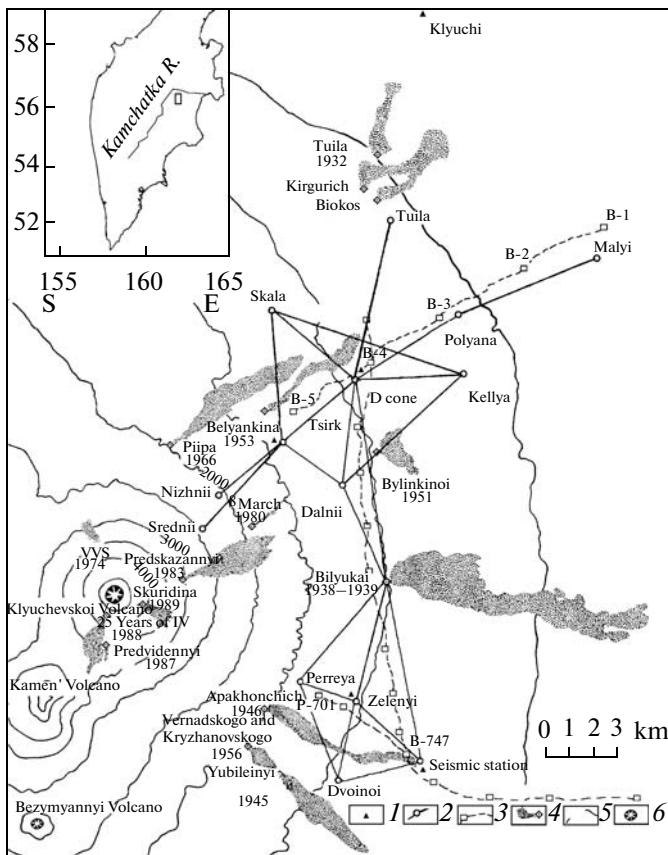 Klyuchi
58
56
54
52
Kamchatka R.
155
160
165
S
E
Tuila
1932
Kirgurich
Biokos
Tuila
B-1
Malyi
B-2
B-3
Polyana
Skala
B-4
Kellya
D cone
B-5
Belyankina
1953
Tsirk
Piipa
1966
2000
Bylinkinoi
1951
Nizhnii
8 March
1980
Dalnii
Srednii
3000
VVS
1974
Predskazannyi
1983
4000
Bilyukai
1938–1939
Skuridina
1989
Klyuchevskoi Volcano
25 Years of IV
1988
Predvidennyi
1987
Kamen' Volcano
Perreya
Apakhonchich
1946
P-701
Zelenyi
Vernadskogo and
Kryzhanovskogo
1956
B-747
Seismic station
Yubileinyi
1945
Dvoinoi
Bezymyannyi Volcano
0 1 2 3 km
1 2 3 4 5 6